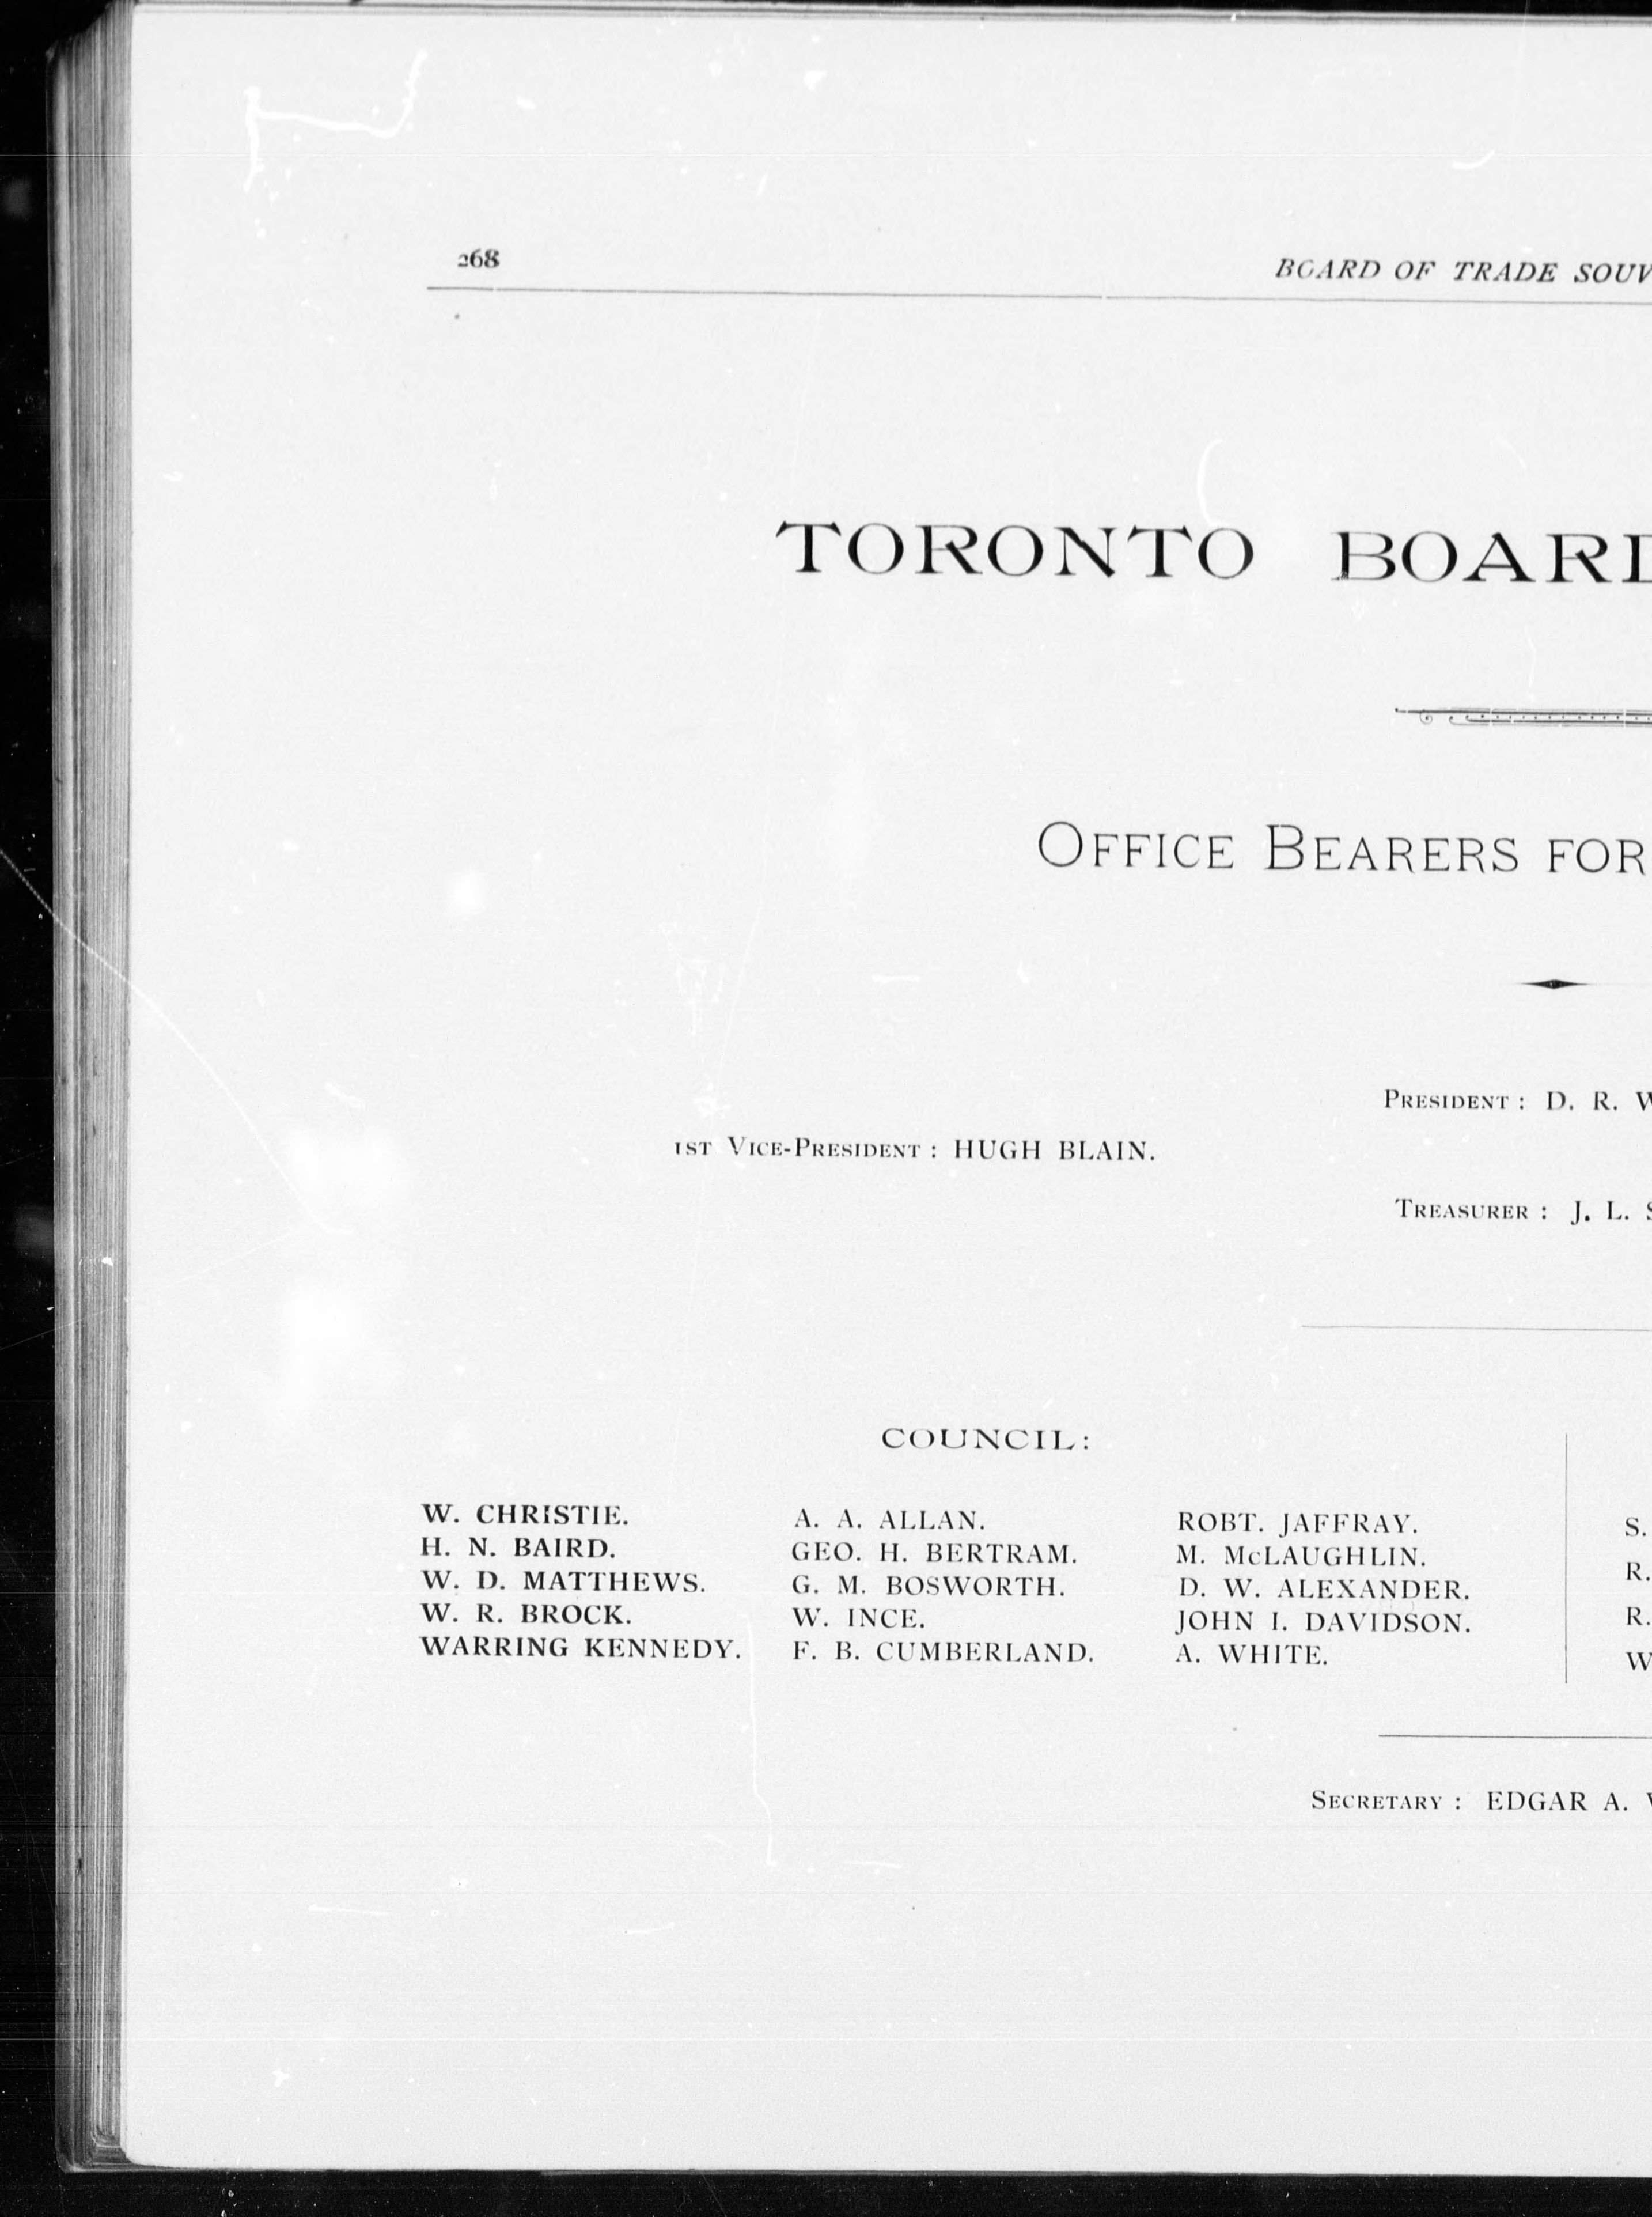 268
BOARD OF TRADE SOUV
TORONTO BOARD
OFFICE BEARERS FOR
PRESIDENT : D. R. W
1ST VICE-PRESIDENT : HUGH BLAIN.
TREASURER : J. L. S
COUNCIL:
W. CHRISTIE. A. A. ALLAN. ROBT. JAFFRAY. S.
H. N. BAIRD. GEO. H. BERTRAM. M. McLAUGHLIN. R.
W. D. MATTHEWS. G. M. BOSWORTH. D. W. ALEXANDER.
W. R. BROCK. W. INCE. JOHN I. DAVIDSON. R.
WARRING KENNEDY. F. B. CUMBERLAND. A. WHITE. W
SECRETARY : EDGAR A. W